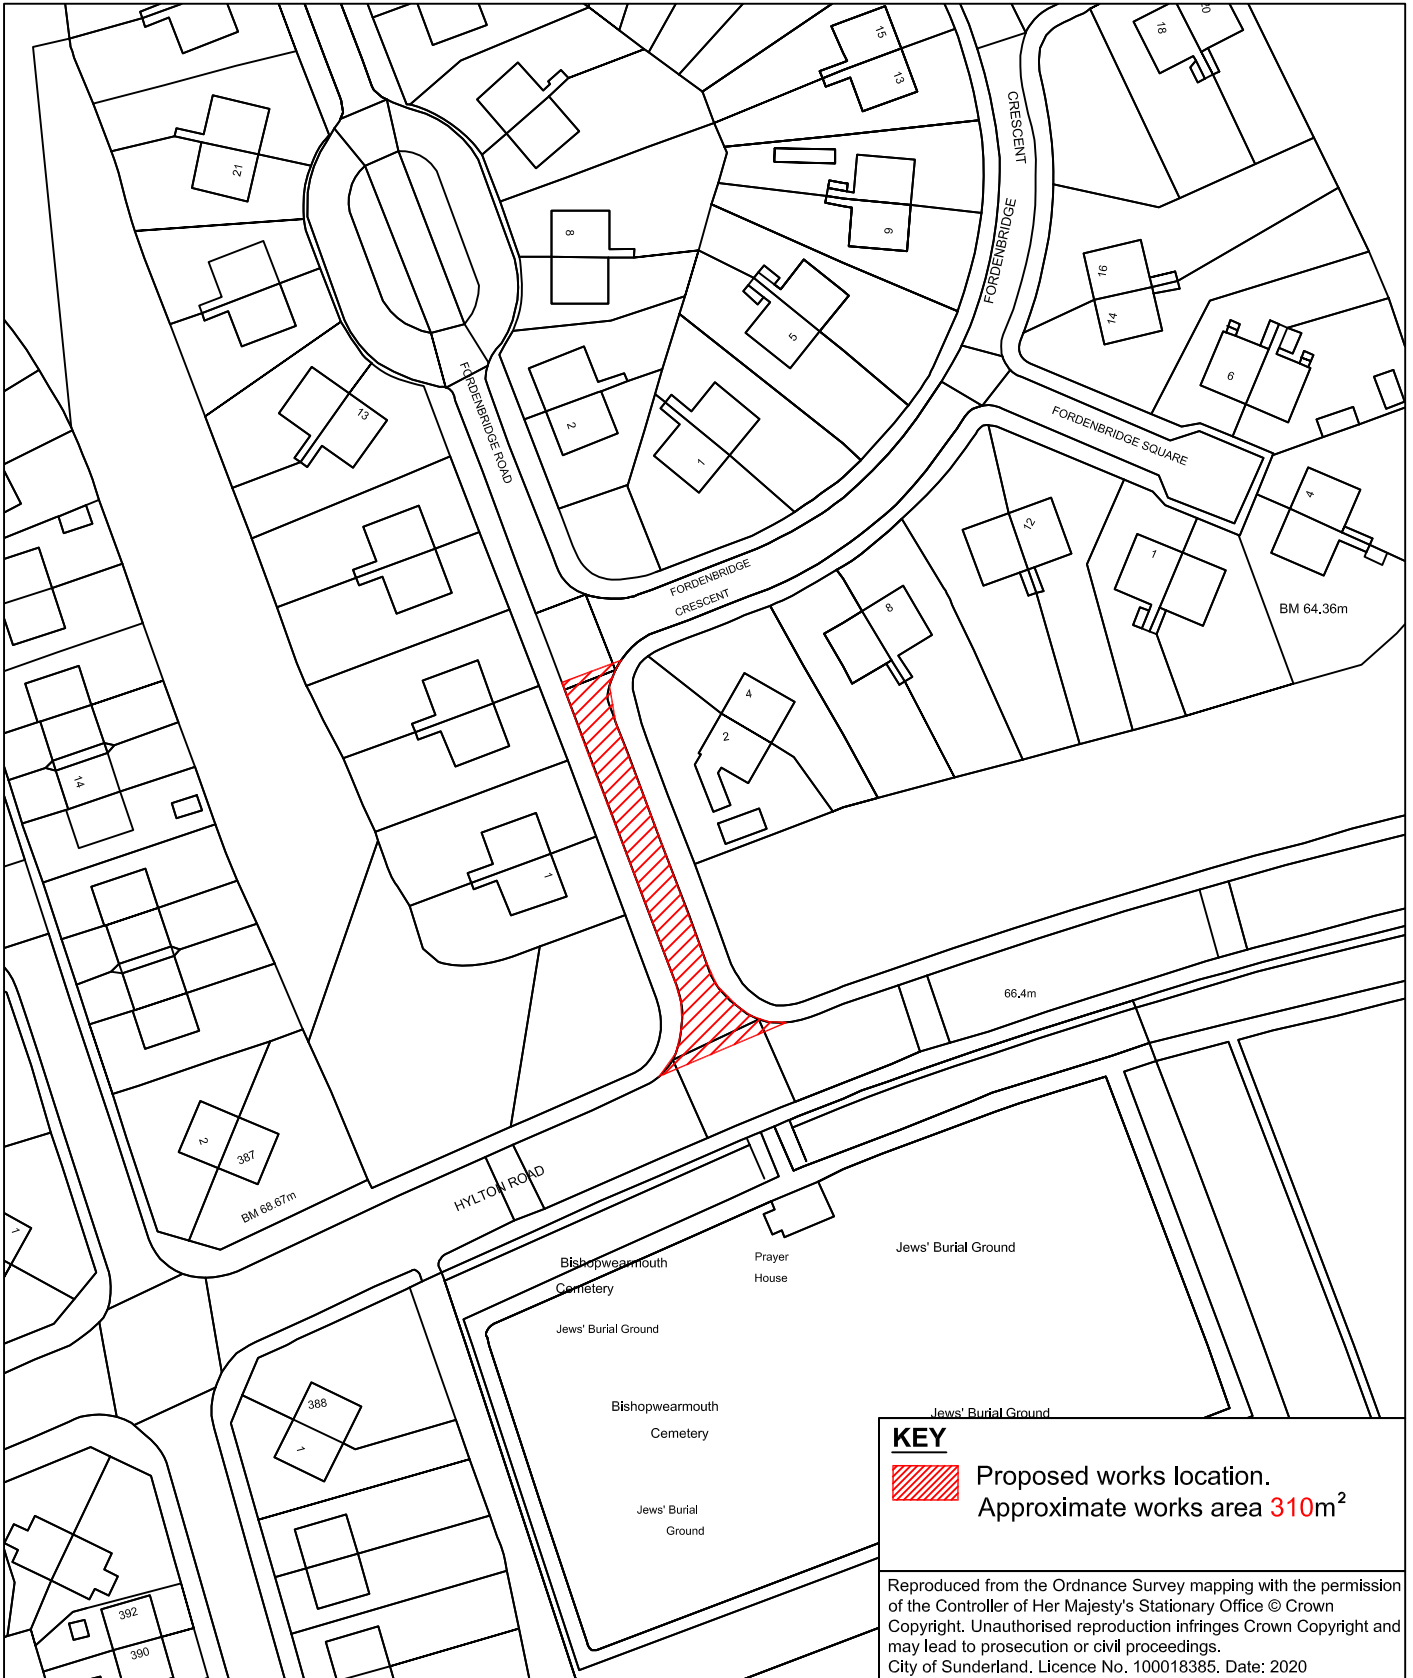 20
18
15
13
CRESCENT
21
FORDENBRIDGE
8
9
16
14
5
6
FORDENBRIDGE ROAD
13
2
FORDENBRIDGE SQUARE
1
4
12
1
FORDENBRIDGE
CRESCENT
8
BM 64.36m
4
2
14
1
66.4m
2
387
HYLTON ROAD
BM 68.67m
1
Bishopwearmouth
Cemetery
Prayer
House
Jews' Burial Ground
Jews' Burial Ground
388
1
Bishopwearmouth
Cemetery
Jews' Burial Ground
Jews' Burial
Ground
392
390
KEY
Proposed works location.
Approximate works area 310m²
Reproduced from the Ordnance Survey mapping with the permission
of the Controller of Her Majesty's Stationary Office © Crown
Copyright. Unauthorised reproduction infringes Crown Copyright and
may lead to prosecution or civil proceedings.
City of Sunderland. Licence No. 100018385. Date: 2020